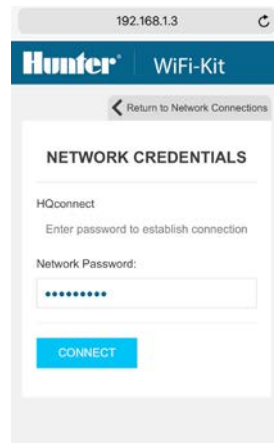 192.168.1.3
Hunter® WiFi-Kit
Return to Network Connections
NETWORK CREDENTIALS
HQconnect
Enter password to establish connection
Network Password:
•••••••••
CONNECT